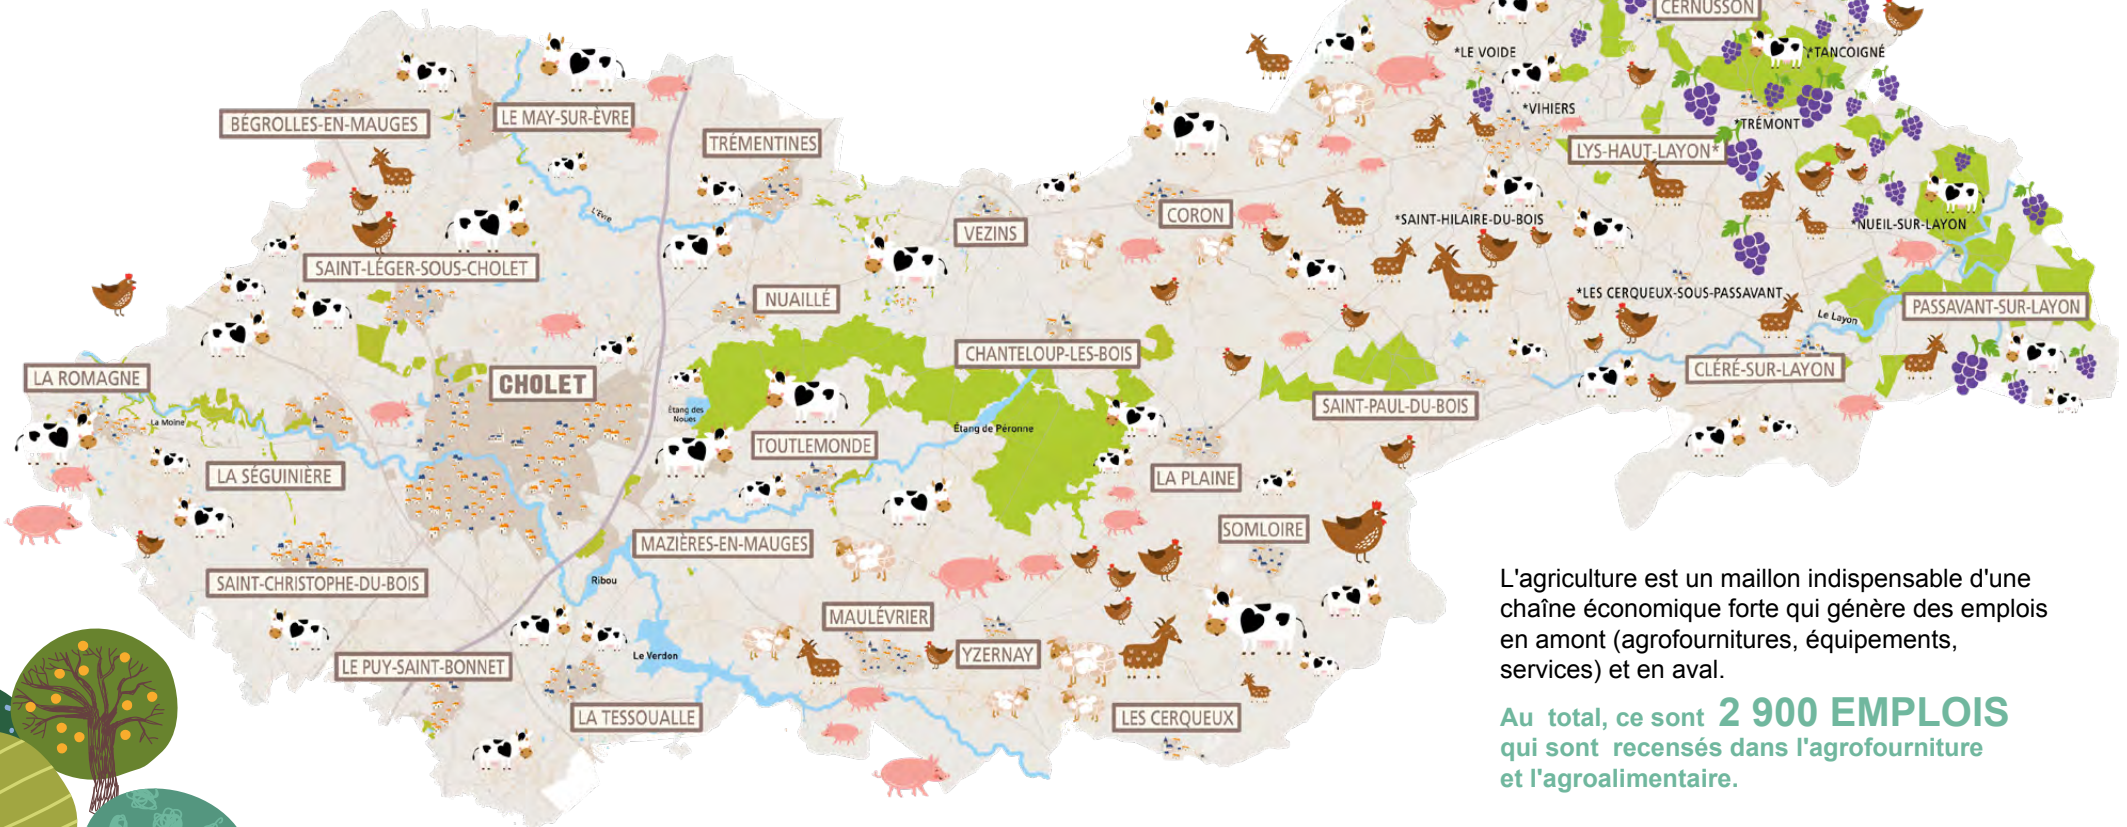 CERNUSSON
*LE VOIDE
*TANCOIGNÉ
*VIHIERS
*TRÉMONT
BÉGROLLES-EN-MAUGES
LE MAY-SUR-ÈVRE
TRÉMENTINES
LYS-HAUT-LAYON*
L'Èvre
VEZINS
CORON
*SAINT-HILAIRE-DU-BOIS
*NUEIL-SUR-LAYON
SAINT-LÉGER-SOUS-CHOLET
NUAILLÉ
*LES CERQUEUX-SOUS-PASSAVANT
PASSAVANT-SUR-LAYON
Le Layon
CHANTELOUP-LES-BOIS
LA ROMAGNE
CHOLET
CLÉRÉ-SUR-LAYON
Étang des
Noues
SAINT-PAUL-DU-BOIS
La Moine
Étang de Péronne
TOUTLEMONDE
LA SÉGUINIÈRE
LA PLAINE
SOMLOIRE
MAZIÈRES-EN-MAUGES
SAINT-CHRISTOPHE-DU-BOIS
Ribou
MAULÉVRIER
YZERNAY
Le Verdon
LE PUY-SAINT-BONNET
LA TESSOUALLE
LES CERQUEUX
L'agriculture est un maillon indispensable d'une
chaîne économique forte qui génère des emplois
en amont (agrofournitures, équipements,
services) et en aval.
Au total, ce sont 2 900 EMPLOIS
qui sont recensés dans l'agrofourniture
et l'agroalimentaire.